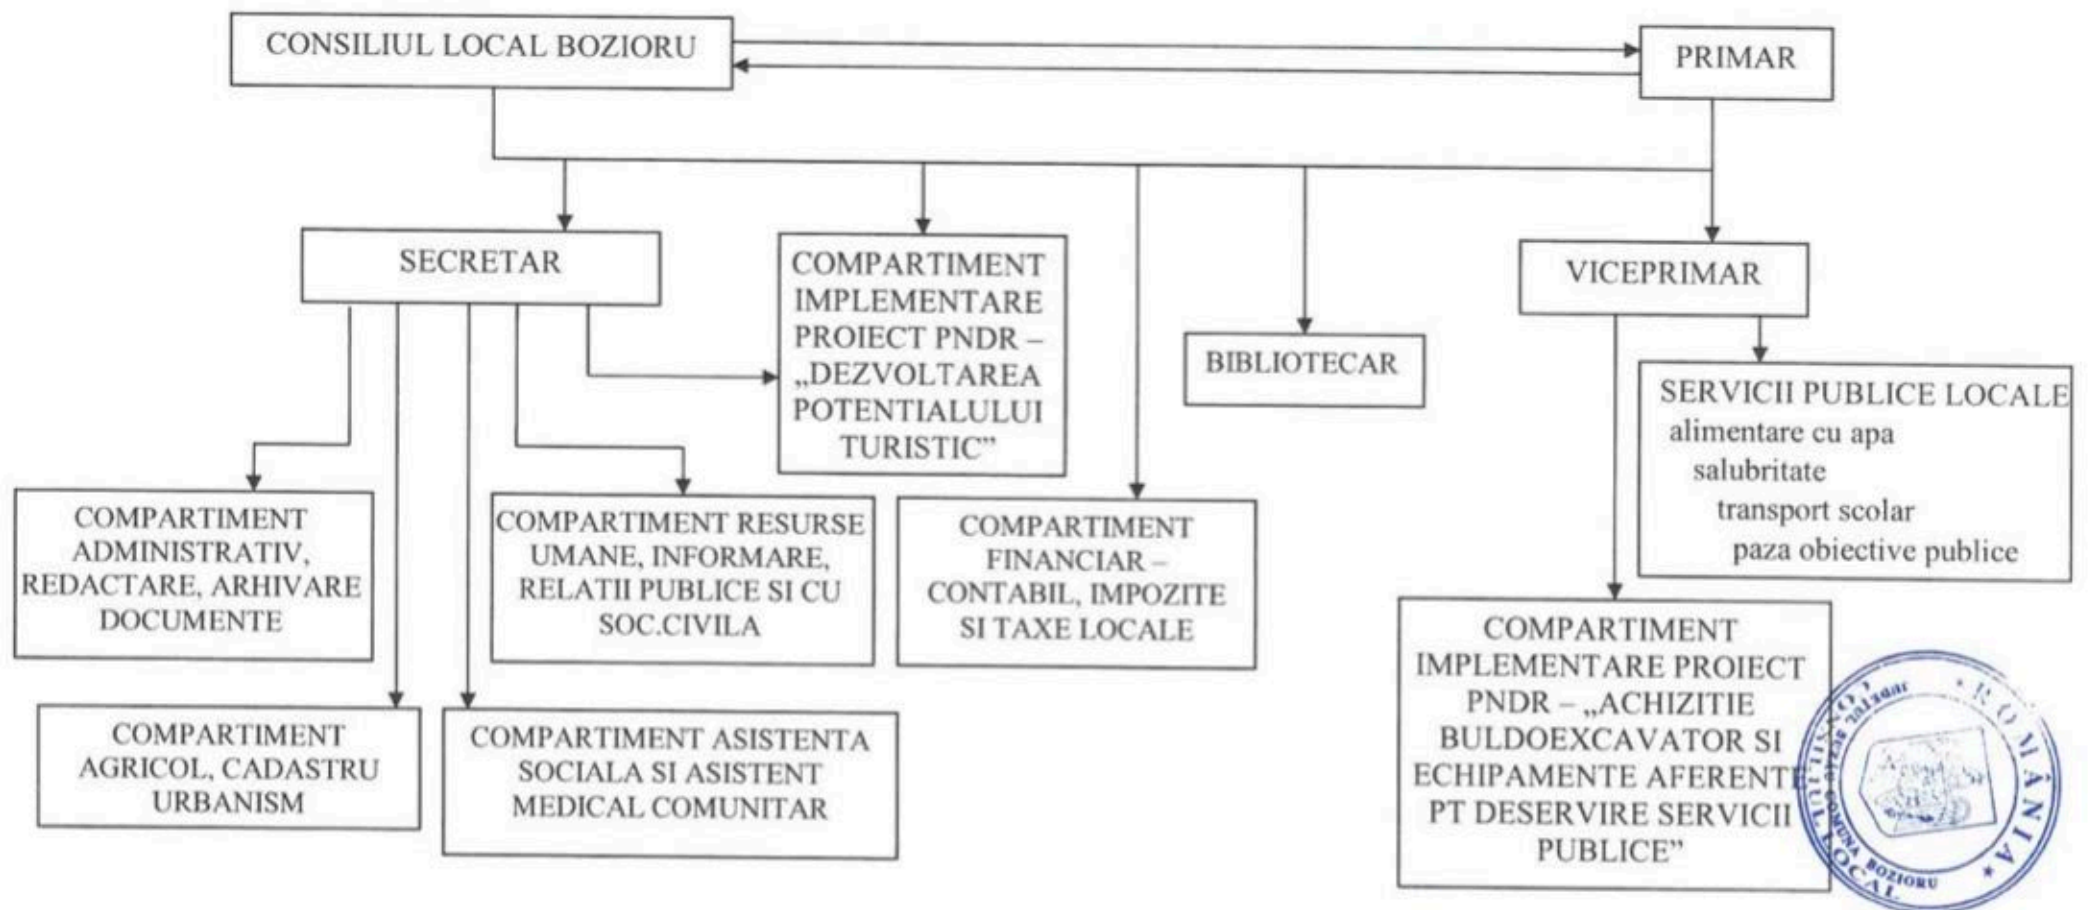 CONSILIUL LOCAL BOZIORU
PRIMAR
SECRETAR
COMPARTIMENT
IMPLEMENTARE
PROIECT PNDR –
„DEZVOLTAREA
POTENTIALULUI
TURISTIC”
BIBLIOTECAR
VICEPRIMAR
SERVICII PUBLICE LOCALE
alimentare cu apa
salubritate
transport scolar
paza obiective publice
COMPARTIMENT
ADMINISTRATIV,
REDACTARE, ARHIVARE
DOCUMENTE
COMPARTIMENT RESURSE
UMANE, INFORMARE,
RELATII PUBLICE SI CU
SOC.CIVILA
COMPARTIMENT
FINANCIAR –
CONTABIL, IMPOZITE
SI TAXE LOCALE
COMPARTIMENT
IMPLEMENTARE PROIECT
PNDR – „ACHIZITIE
BULDOEXCAVATOR SI
ECHIPAMENTE AFERENTE
PT DESERVIRE SERVICII
PUBLICE”
COMPARTIMENT
AGRICOL, CADASTRU
URBANISM
COMPARTIMENT ASISTENTA
SOCIALA SI ASISTENT
MEDICAL COMUNITAR
* ROMÂNIA *
CONSILIUL LOCAL
COMUNA BOZIORU